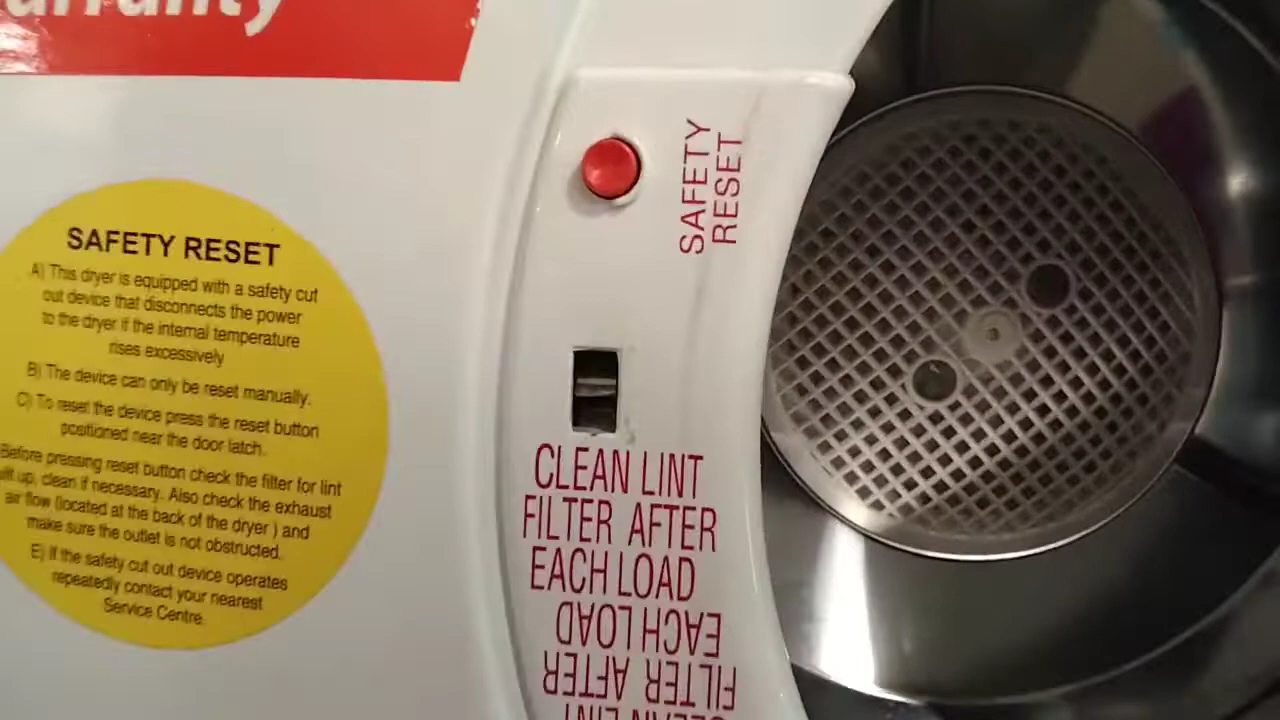 SAFETY RESET
A) This dryer is equipped with a safety cut
out device that disconnects the power
to the dryer if the internal temperature
rises excessively
B) The device can only be reset manually.
C) To reset the device press the reset button
positioned near the door latch.
Before pressing reset button check the filter for lint
up, clean if necessary. Also check the exhaust
air flow (located at the back of the dryer ) and
make sure the outlet is not obstructed.
E) If the safety cut out device operates
repeatedly contact your nearest
Service Centre.
SAFETY
RESET
CLEAN LINT
FILTER AFTER
EACH LOAD
EACH LOAD
FILTER AFTER
CLEAN LINT